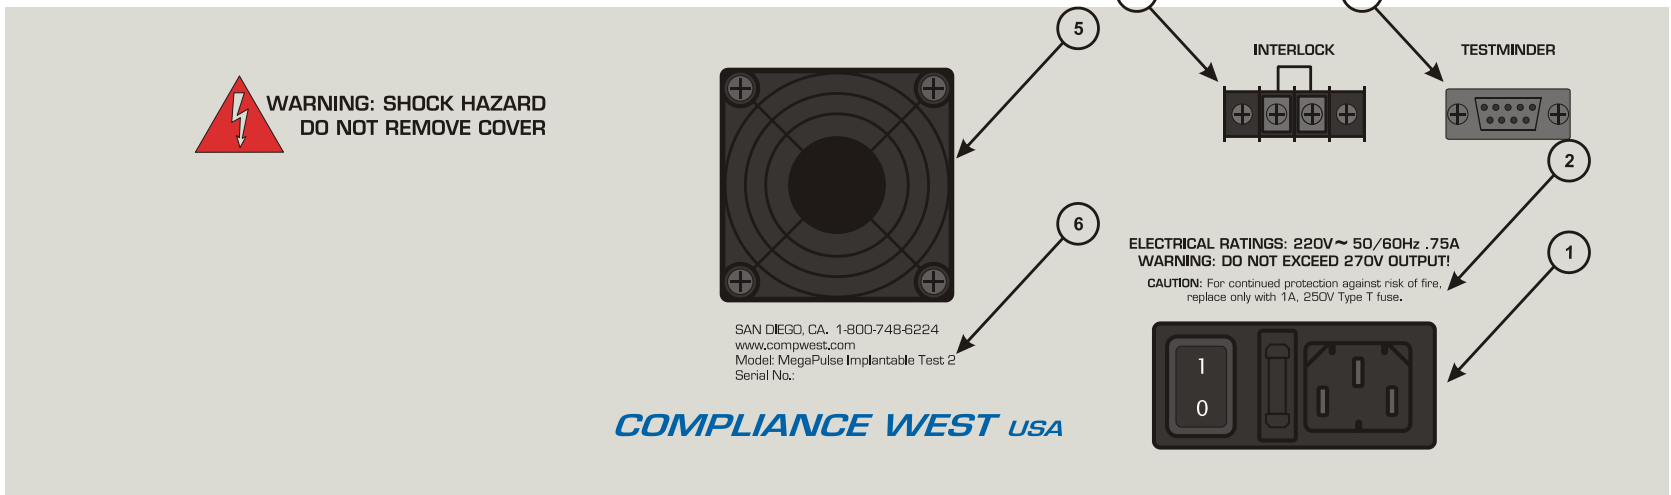 5
INTERLOCK
TESTMINDER
WARNING: SHOCK HAZARD
DO NOT REMOVE COVER
2
6
ELECTRICAL RATINGS: 220V~ 50/60Hz .75A
WARNING: DO NOT EXCEED 270V OUTPUT!
1
CAUTION: For continued protection against risk of fire,
replace only with 1A, 250V Type T fuse.
SAN DIEGO, CA. 1-800-748-6224
www.compwest.com
Model: MegaPulse Implantable Test 2
Serial No.:
1
0
COMPLIANCE WEST USA